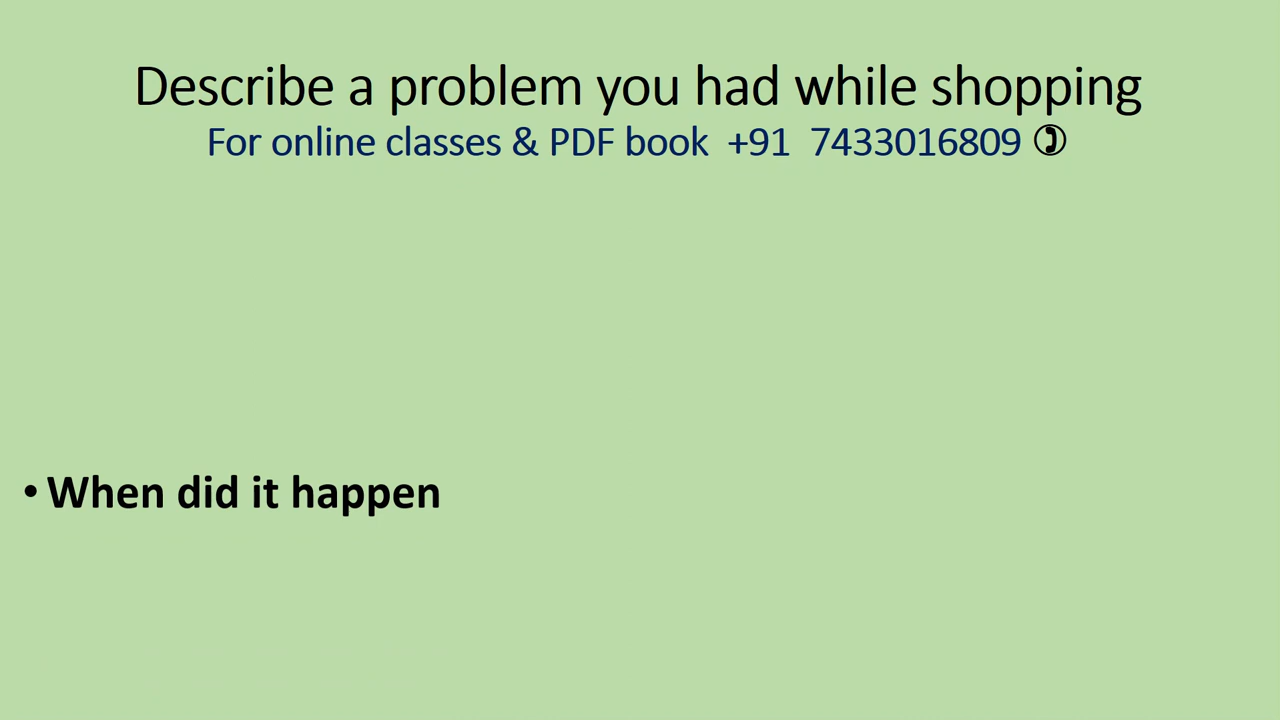 Describe a problem you had while shopping
For online classes & PDF book +91 7433016809 ✆
• When did it happen